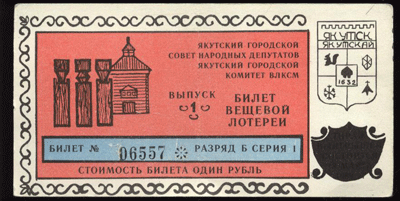 ЯКУТСКИЙ ГОРОДСКОЙ
СОВЕТ НАРОДНЫХ ДЕПУТАТОВ
ЯКУТСКИЙ ГОРОДСКОЙ
КОМИТЕТ ВЛКСМ
ВЫПУСК
1
БИЛЕТ
ВЕЩЕВОЙ
ЛОТЕРЕИ
БИЛЕТ № 06557 РАЗРЯД Б СЕРИЯ 1
СТОИМОСТЬ БИЛЕТА ОДИН РУБЛЬ
ЯКУТСК
ЯКУТСКАЙ
1632